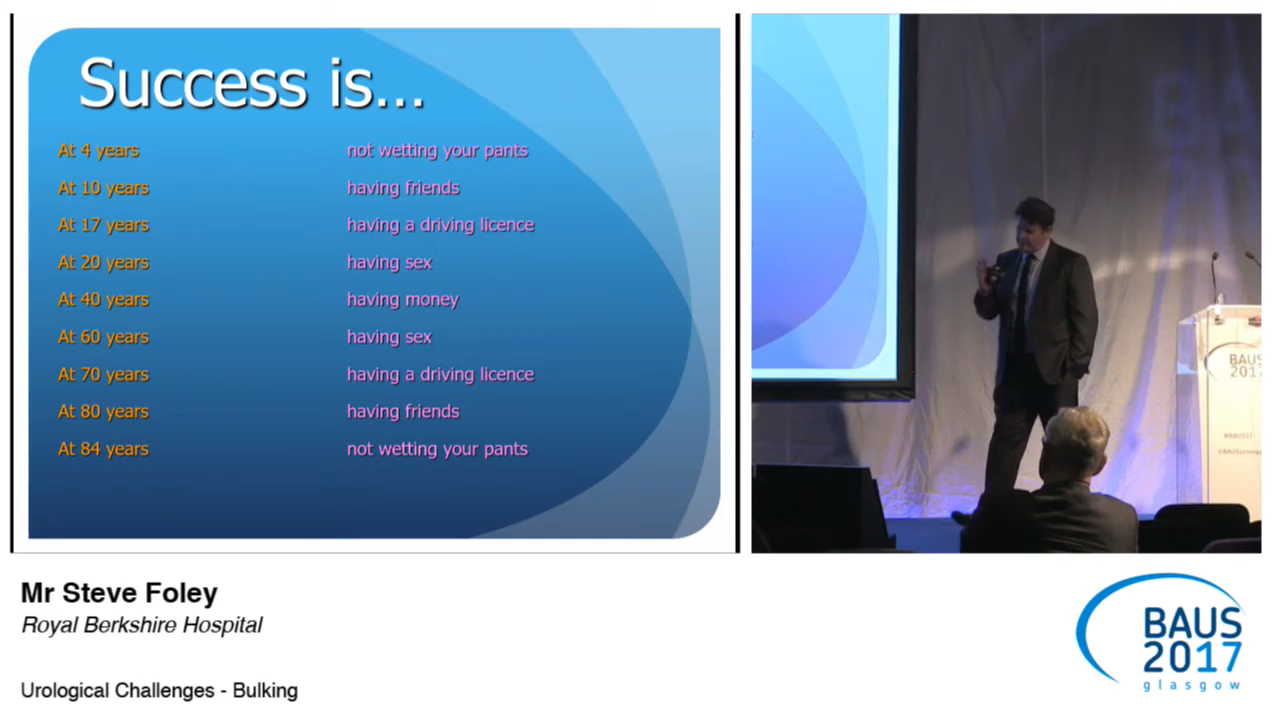 Success is...
At 4 years not wetting your pants
At 10 years having friends
At 17 years having a driving licence
At 20 years having sex
At 40 years having money
At 60 years having sex
At 70 years having a driving licence
At 80 years having friends
At 84 years not wetting your pants
BA
BAUS
2017
#BAUS17
Mr Steve Foley
Royal Berkshire Hospital
Urological Challenges - Bulking
BAUS
2017
glasgow